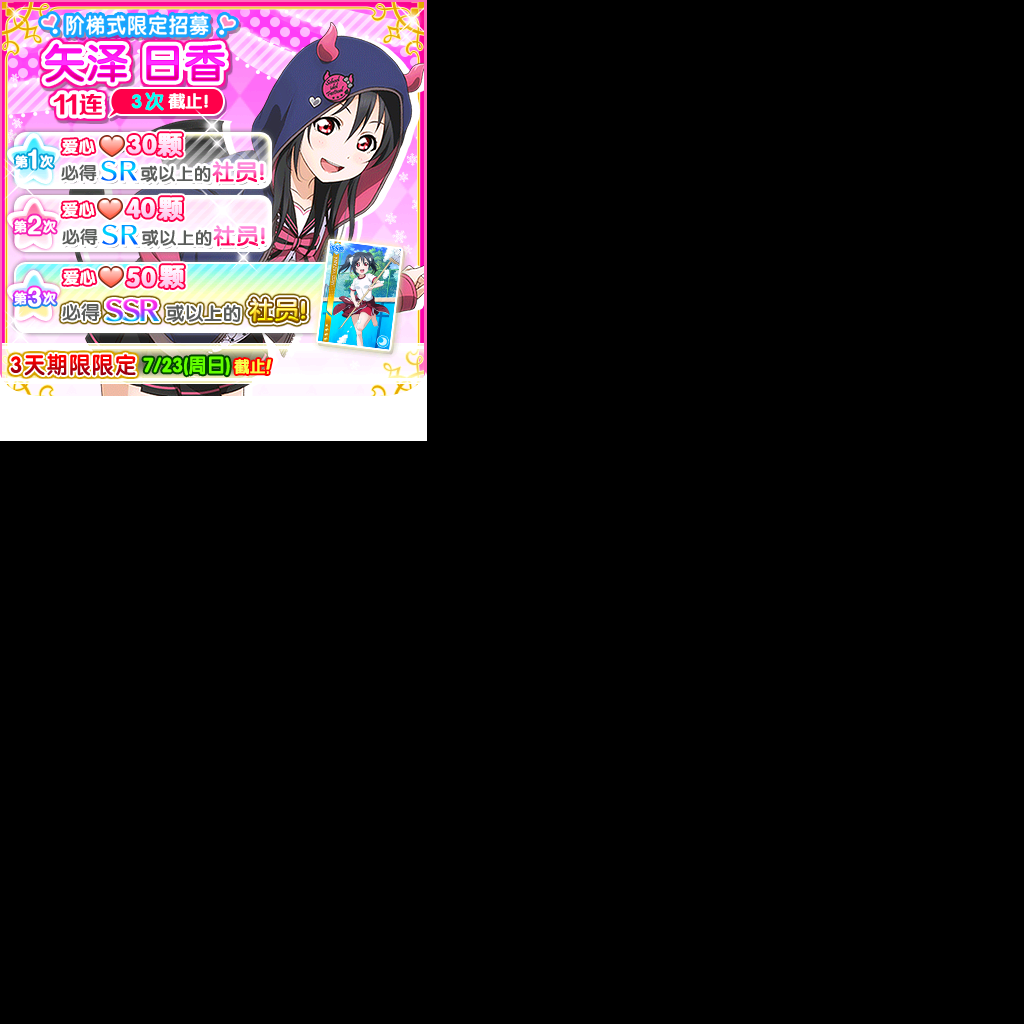 阶梯式限定招募
矢泽 日香
11连 3次 截止!
第1次 爱心 30颗
必得 SR 或以上的社员!
第2次 爱心 40颗
必得 SR 或以上的社员!
第3次 爱心 50颗
必得 SSR 或以上的 社员!
3天期限限定 7/23(周日) 截止!